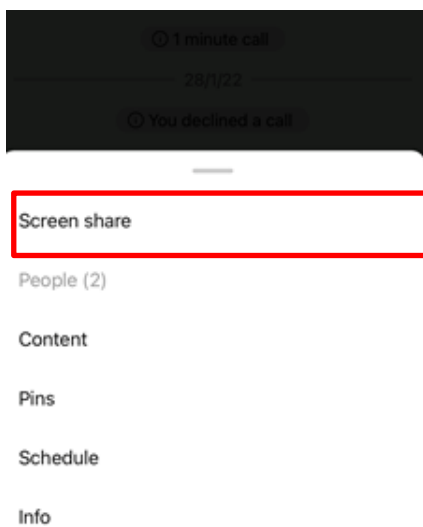 1 minute call
28/1/22
You declined a call
Screen share
People (2)
Content
Pins
Schedule
Info